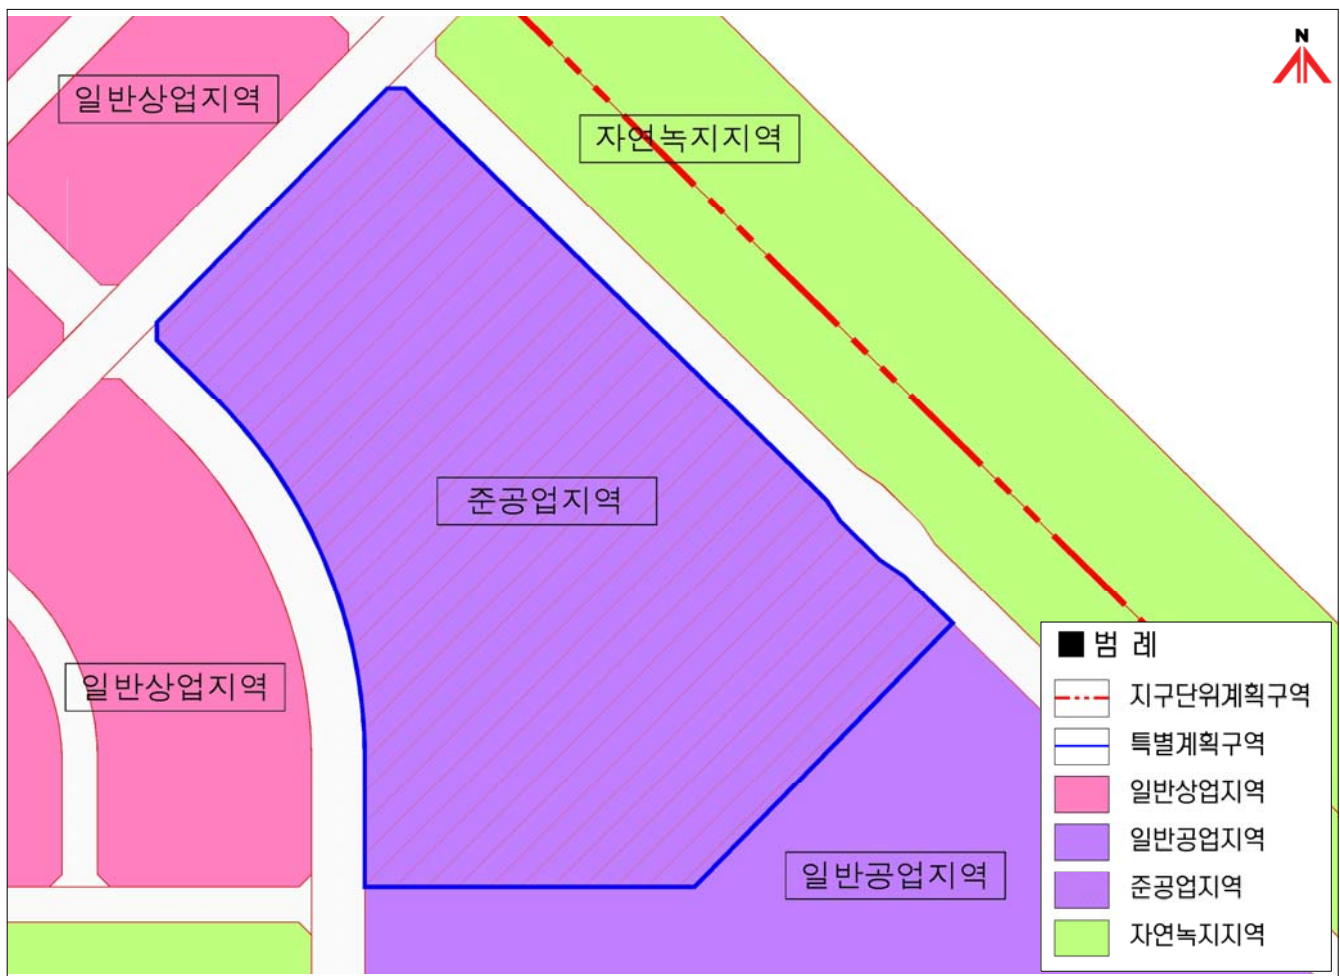 N
일반상업지역
자연녹지지역
준공업지역
일반상업지역
일반공업지역
■ 범 례
지구단위계획구역
특별계획구역
일반상업지역
일반공업지역
준공업지역
자연녹지지역